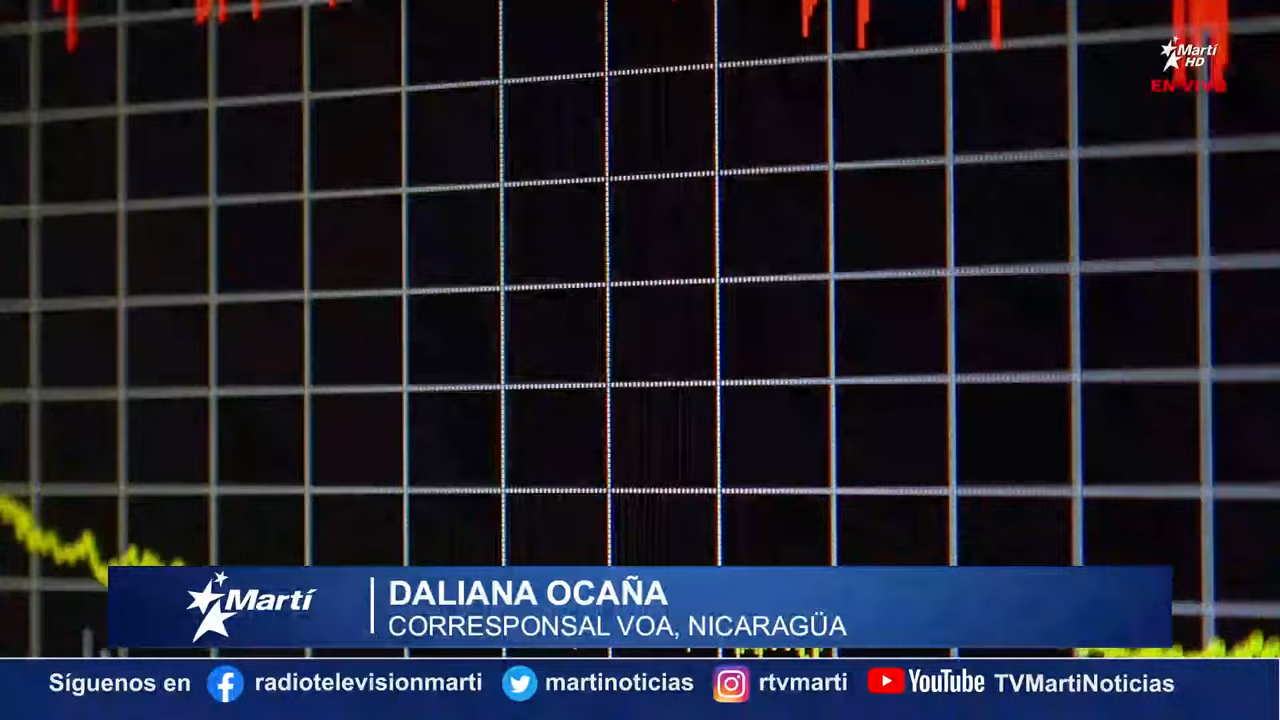 Martí
HD
EN VIVO
Martí
DALIANA OCAÑA
CORRESPONSAL VOA, NICARAGÜA
Síguenos en radiotelevisionmarti martinoticias rtvmarti YouTube TVMartiNoticias